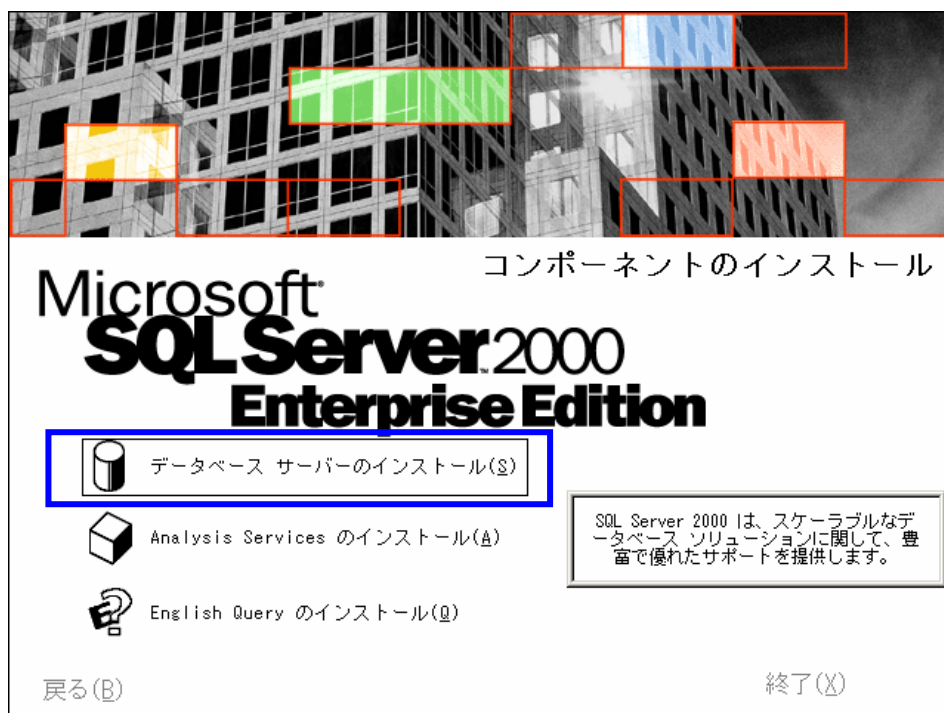 コンポーネントのインストール
Microsoft
SQL Server 2000
Enterprise Edition
データベース サーバーのインストール(S)
Analysis Services のインストール(A)
English Query のインストール(Q)
SQL Server 2000 は、スケーラブルなデ
ータベース ソリューションに関して、豊
富で優れたサポートを提供します。
戻る(B)
終了(X)